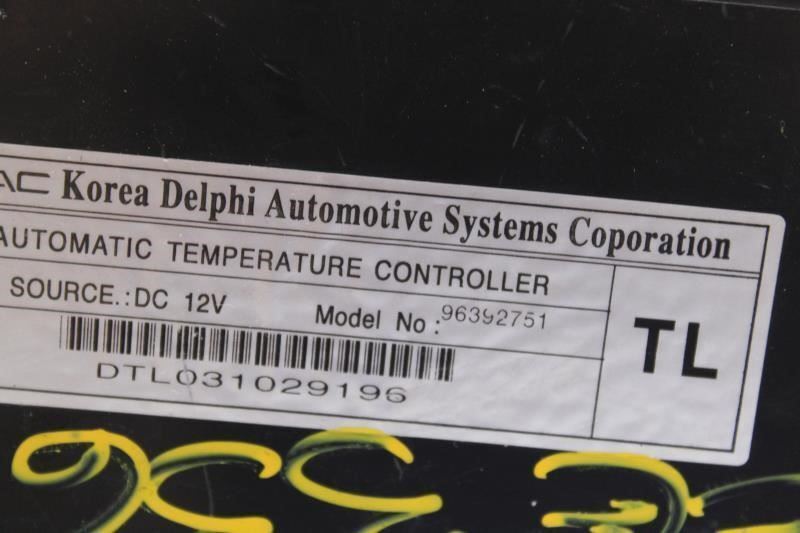 AC Korea Delphi Automotive Systems Coporation
AUTOMATIC TEMPERATURE CONTROLLER
SOURCE.:DC 12V
Model No : 96392751
TL
DTL031029196